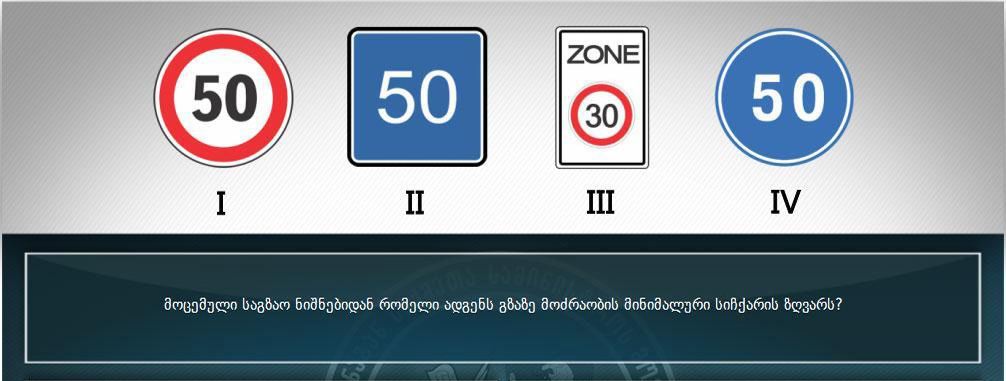 50 50 ZONE 30 50
I II III IV
მოცემული საგზაო ნიშნებიდან რომელი ადგენს გზაზე მოძრაობის მინიმალური სიჩქარის ზღვარს?